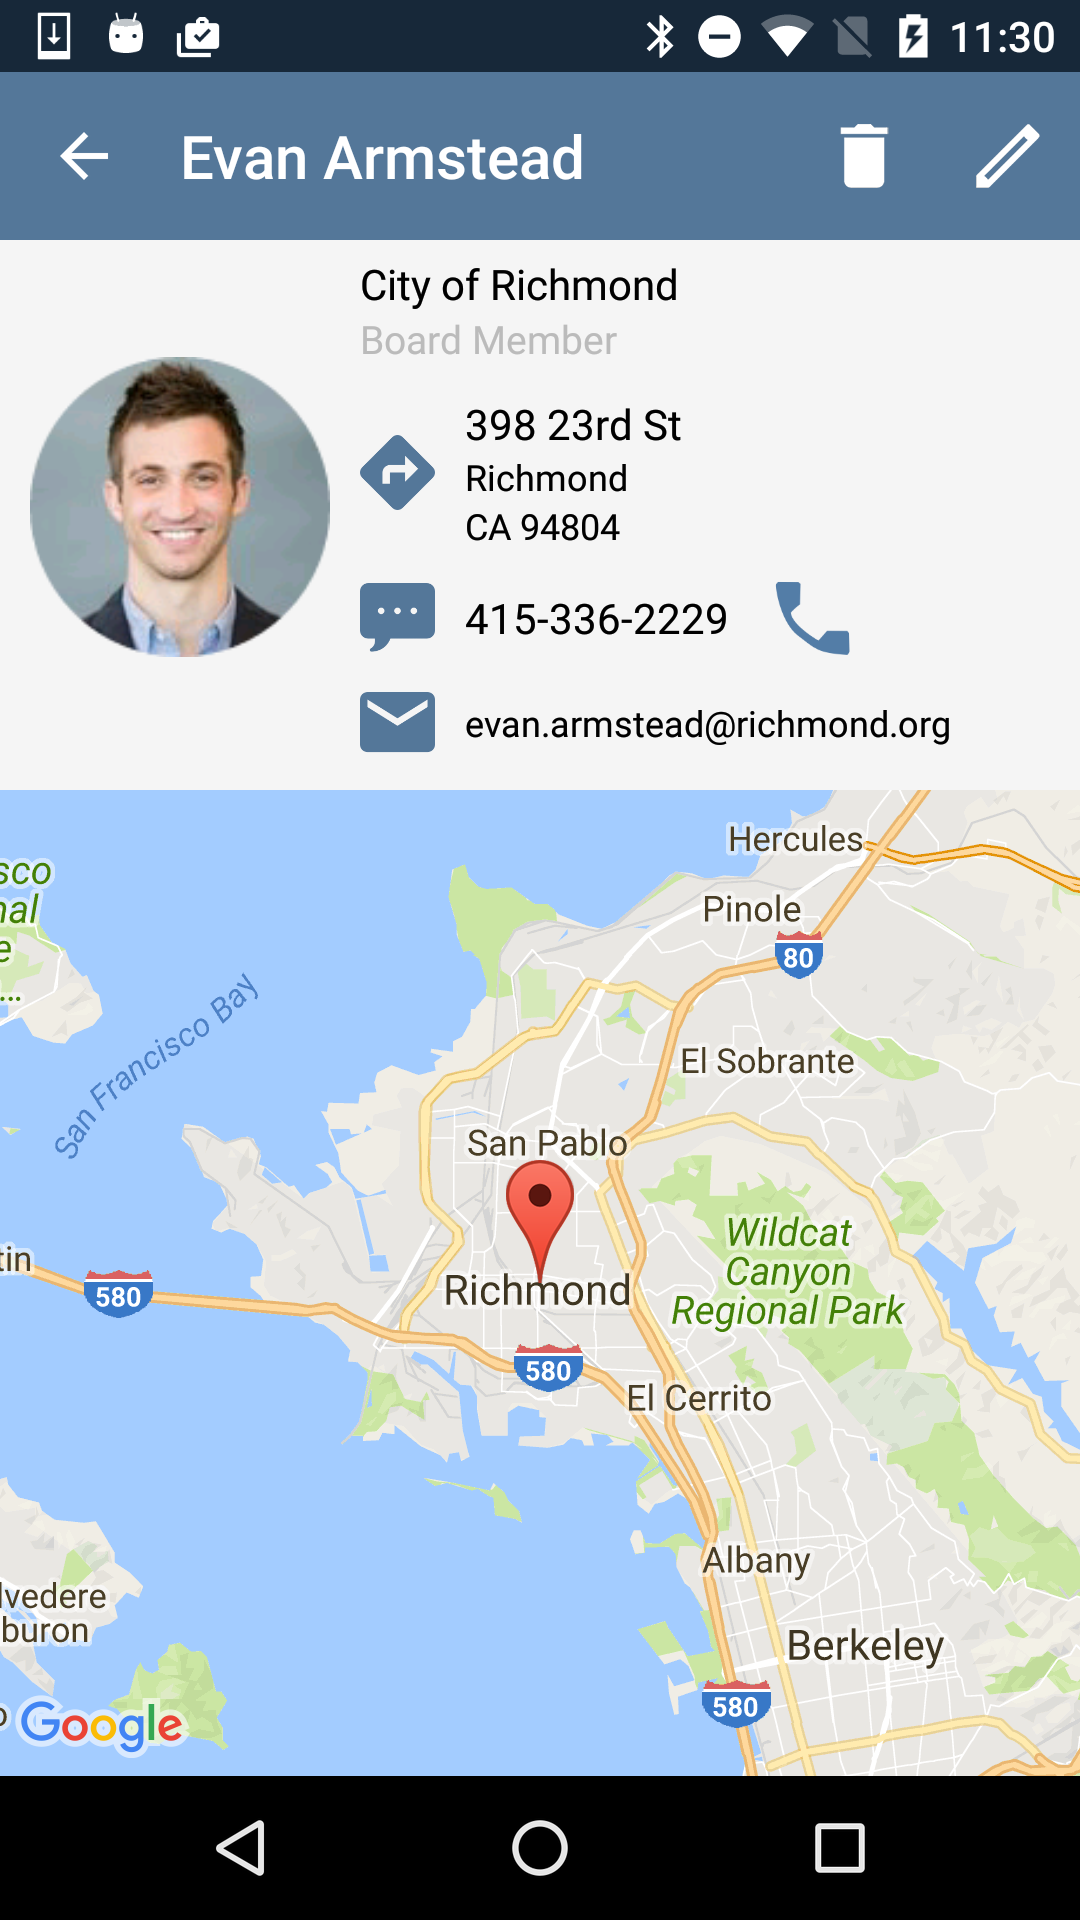 11:30
Evan Armstead
City of Richmond
Board Member
398 23rd St
Richmond
CA 94804
415-336-2229
evan.armstead@richmond.org
Hercules
sco
nal
e
...
Pinole
80
San Francisco Bay
El Sobrante
San Pablo
Wildcat
Canyon
Regional Park
tin
580
Richmond
580
El Cerrito
Albany
lvedere
buron
Berkeley
580
o
Google